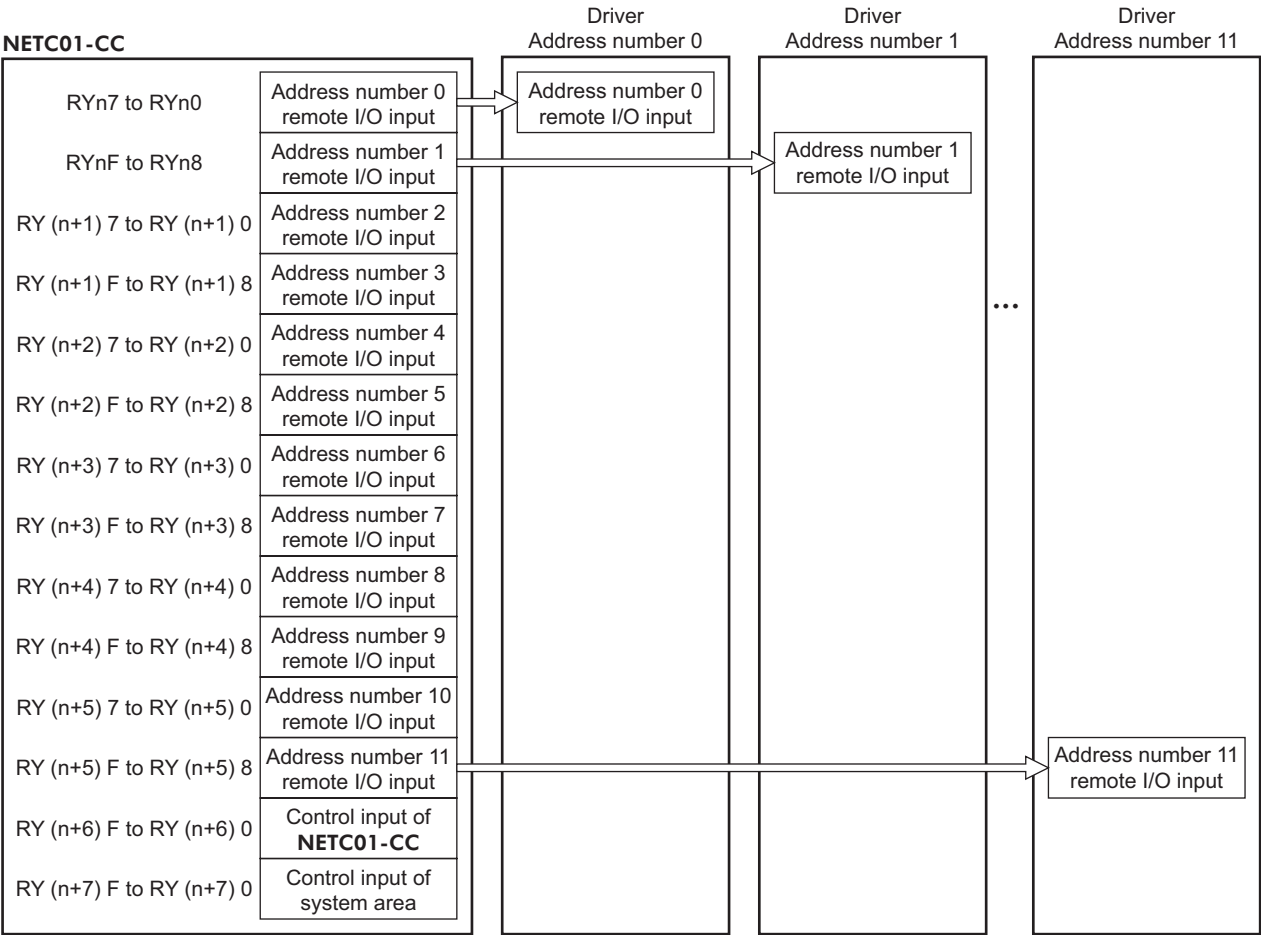 NETC01-CC
Driver
Address number 0
Driver
Address number 1
Driver
Address number 11
RYn7 to RYn0
Address number 0
remote I/O input
Address number 0
remote I/O input
RYnF to RYn8
Address number 1
remote I/O input
Address number 1
remote I/O input
RY (n+1) 7 to RY (n+1) 0
Address number 2
remote I/O input
RY (n+1) F to RY (n+1) 8
Address number 3
remote I/O input
...
RY (n+2) 7 to RY (n+2) 0
Address number 4
remote I/O input
RY (n+2) F to RY (n+2) 8
Address number 5
remote I/O input
RY (n+3) 7 to RY (n+3) 0
Address number 6
remote I/O input
RY (n+3) F to RY (n+3) 8
Address number 7
remote I/O input
RY (n+4) 7 to RY (n+4) 0
Address number 8
remote I/O input
RY (n+4) F to RY (n+4) 8
Address number 9
remote I/O input
RY (n+5) 7 to RY (n+5) 0
Address number 10
remote I/O input
RY (n+5) F to RY (n+5) 8
Address number 11
remote I/O input
Address number 11
remote I/O input
RY (n+6) F to RY (n+6) 0
Control input of
NETC01-CC
RY (n+7) F to RY (n+7) 0
Control input of
system area